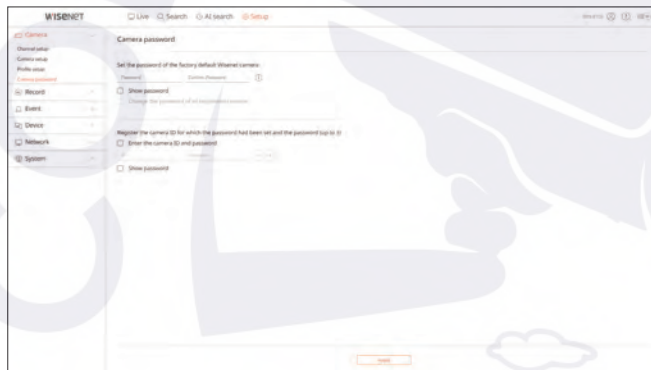 WISENET
Live Search AI search Setup
Camera
Camera password
Channel setup
Camera setup
Profile setup
Camera password
Set the password of the factory default Wisenet camera
Password Confirm Password
Record
Show password
Change the password of all connected cameras
Event
Device
Register the camera ID for which the password had been set and the password (up to 3)
Network
Enter the camera ID and password
System
Show password
Apply